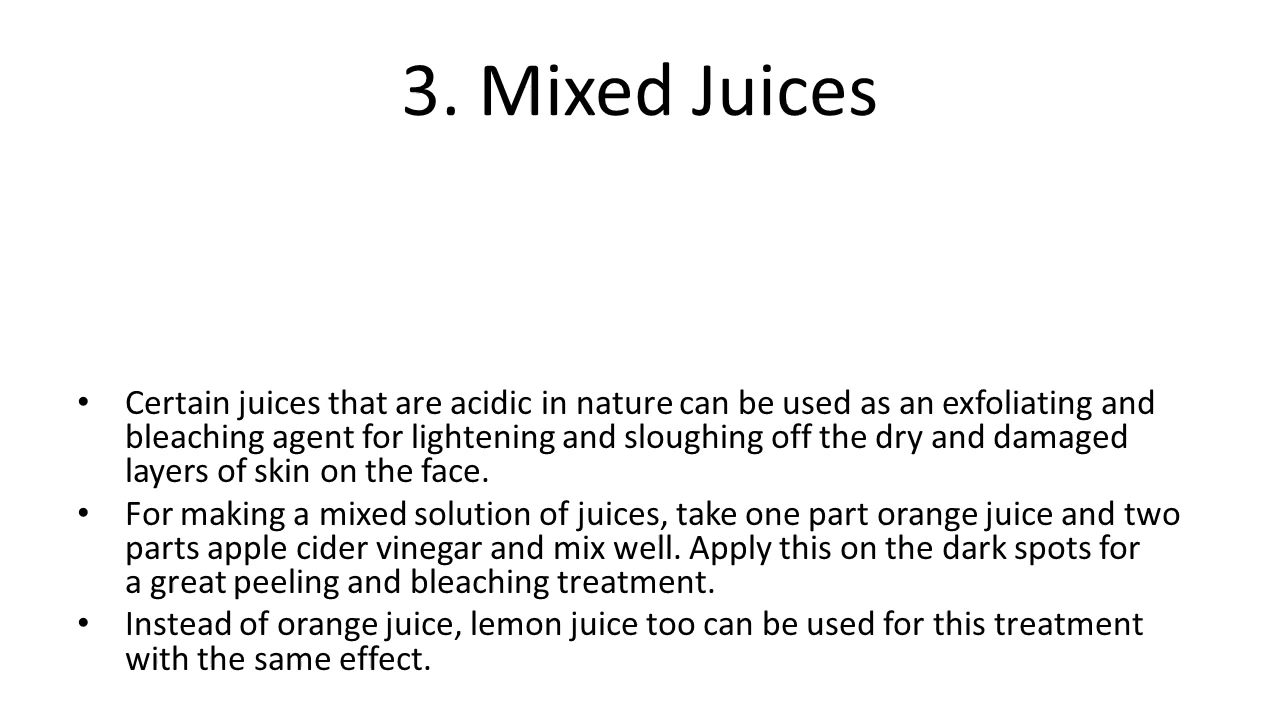 3. Mixed Juices
• Certain juices that are acidic in nature can be used as an exfoliating and
bleaching agent for lightening and sloughing off the dry and damaged
layers of skin on the face.
• For making a mixed solution of juices, take one part orange juice and two
parts apple cider vinegar and mix well. Apply this on the dark spots for
a great peeling and bleaching treatment.
• Instead of orange juice, lemon juice too can be used for this treatment
with the same effect.